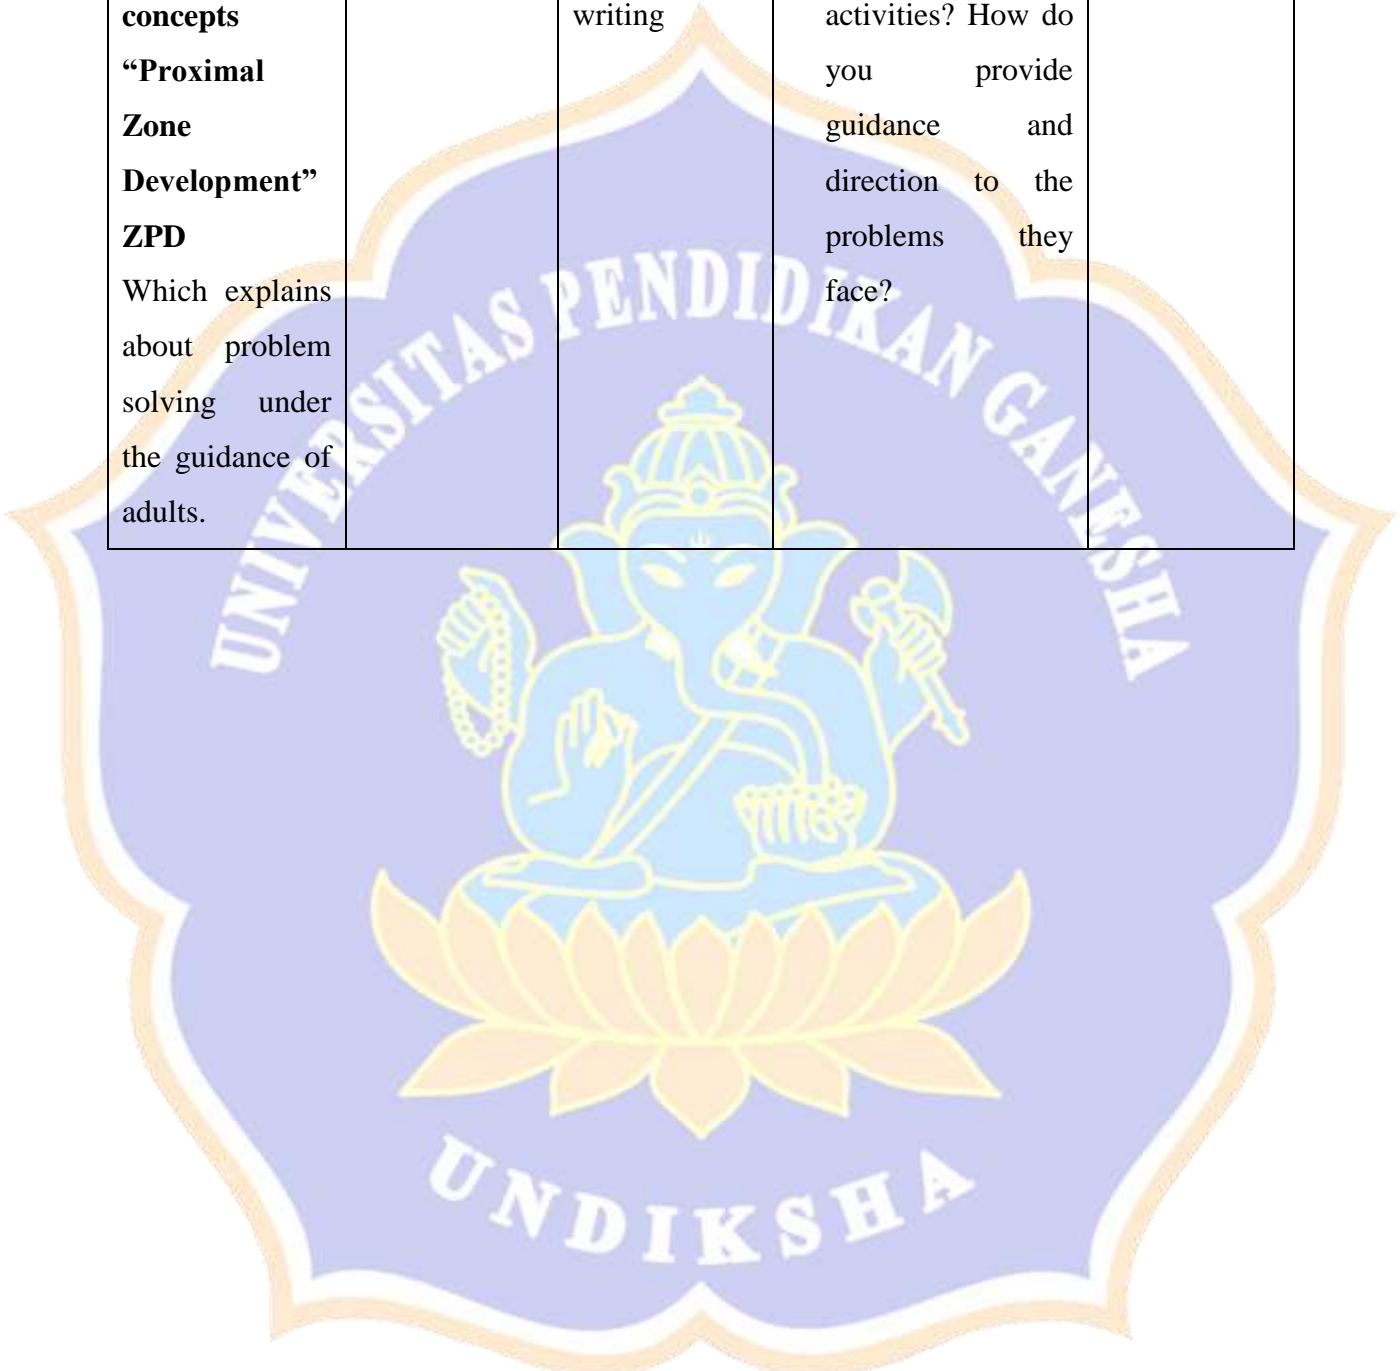 concepts
“Proximal
Zone
Development”
ZPD
Which explains
about problem
solving under
the guidance of
adults.
writing
activities? How do
you provide
guidance and
direction to the
problems they
face?
UNIVERSITAS PENDIDIKAN GANESHA
UNDIKSHA